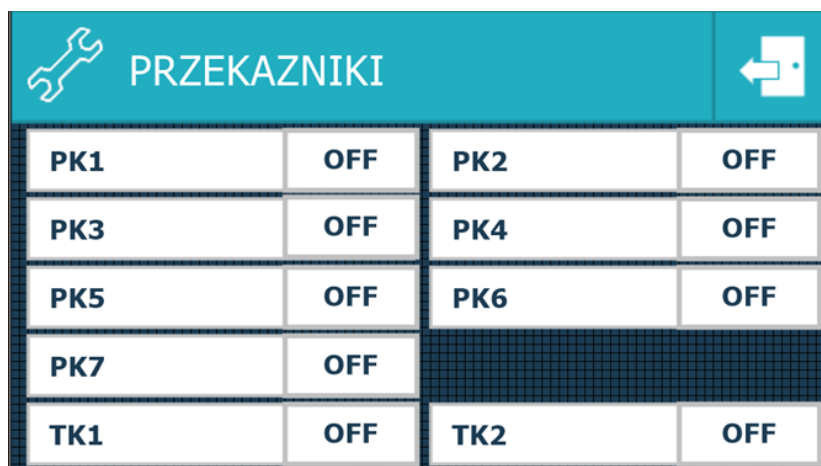 PRZEKAZNIKI
PK1 OFF PK2 OFF
PK3 OFF PK4 OFF
PK5 OFF PK6 OFF
PK7 OFF
TK1 OFF TK2 OFF